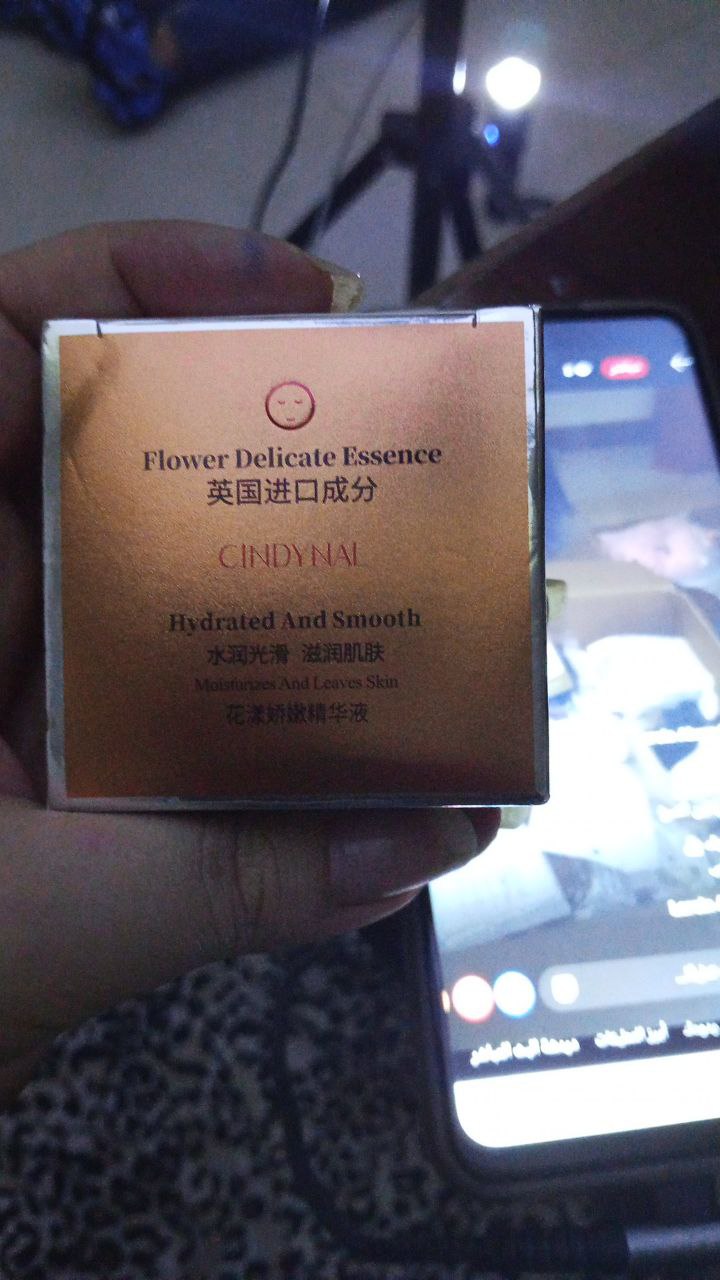 Flower Delicate Essence
英国进口成分
CINDYNAL
Hydrated And Smooth
水润光滑 滋润肌肤
Moisturizes And Leaves Skin
花漾娇嫩精华液
مباشر